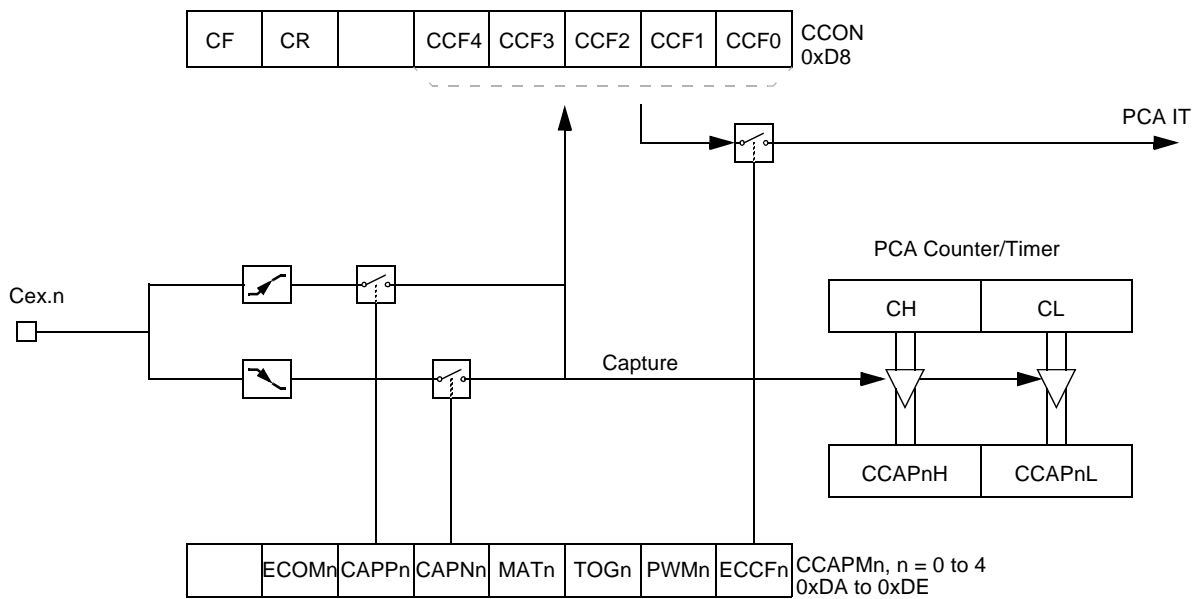 CF CR CCF4 CCF3 CCF2 CCF1 CCF0 CCON
0xD8
PCA IT
PCA Counter/Timer
Cex.n
CH CL
Capture
CCAPnH CCAPnL
ECOMn CAPPn CAPNn MATn TOGn PWMn ECCFn CCAPMn, n = 0 to 4
0xDA to 0xDE